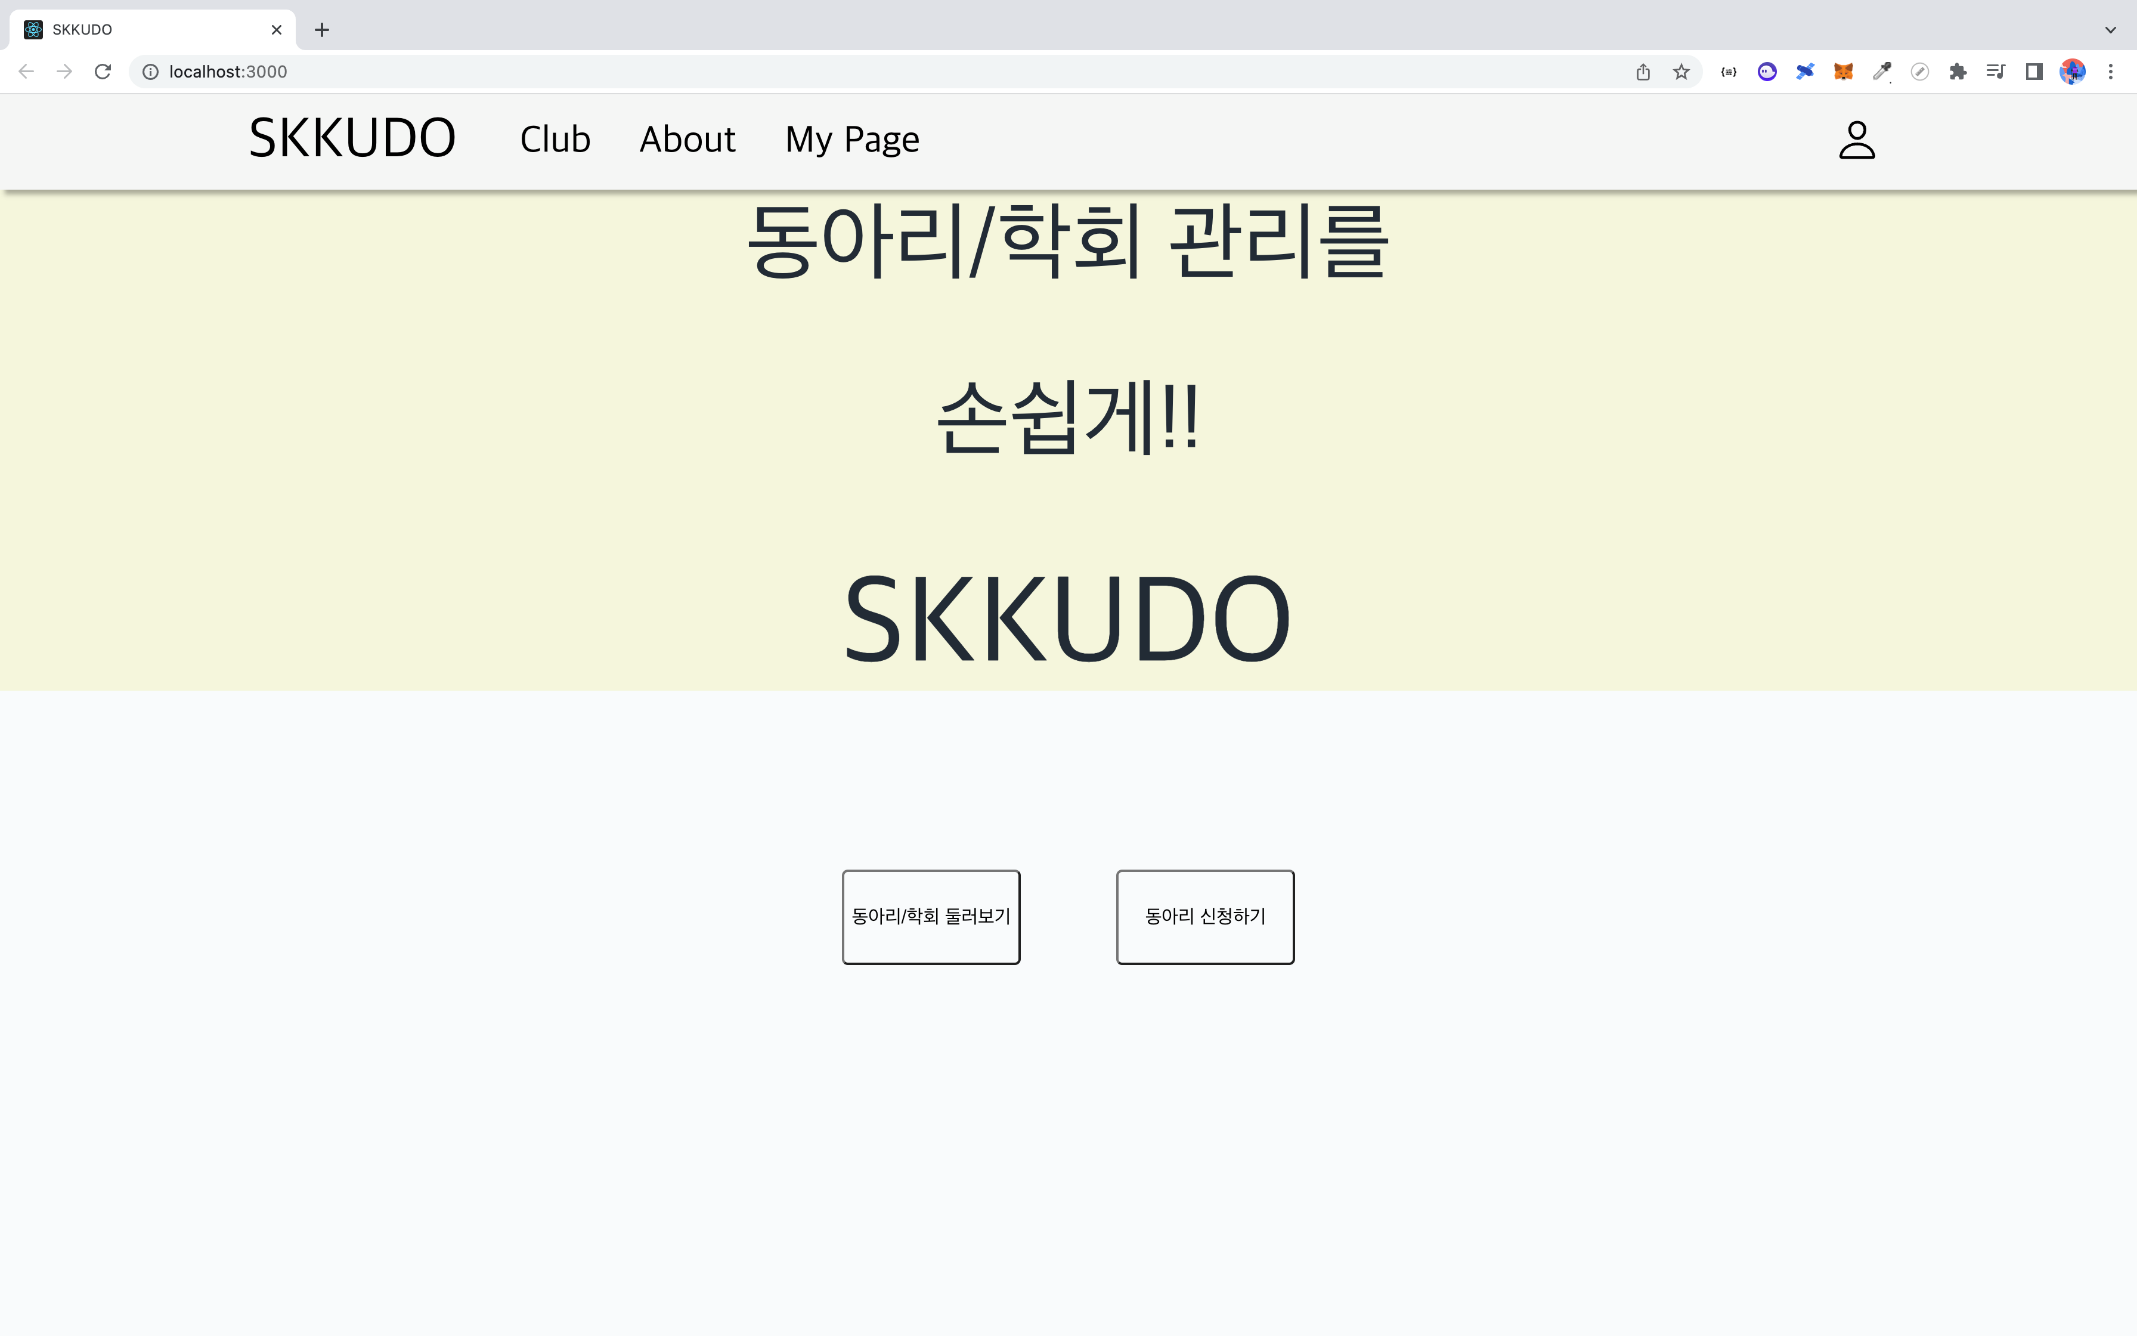 SKKUDO
localhost:3000
SKKUDO Club About My Page
동아리/학회 관리를
손쉽게!!
SKKUDO
동아리/학회 둘러보기 동아리 신청하기